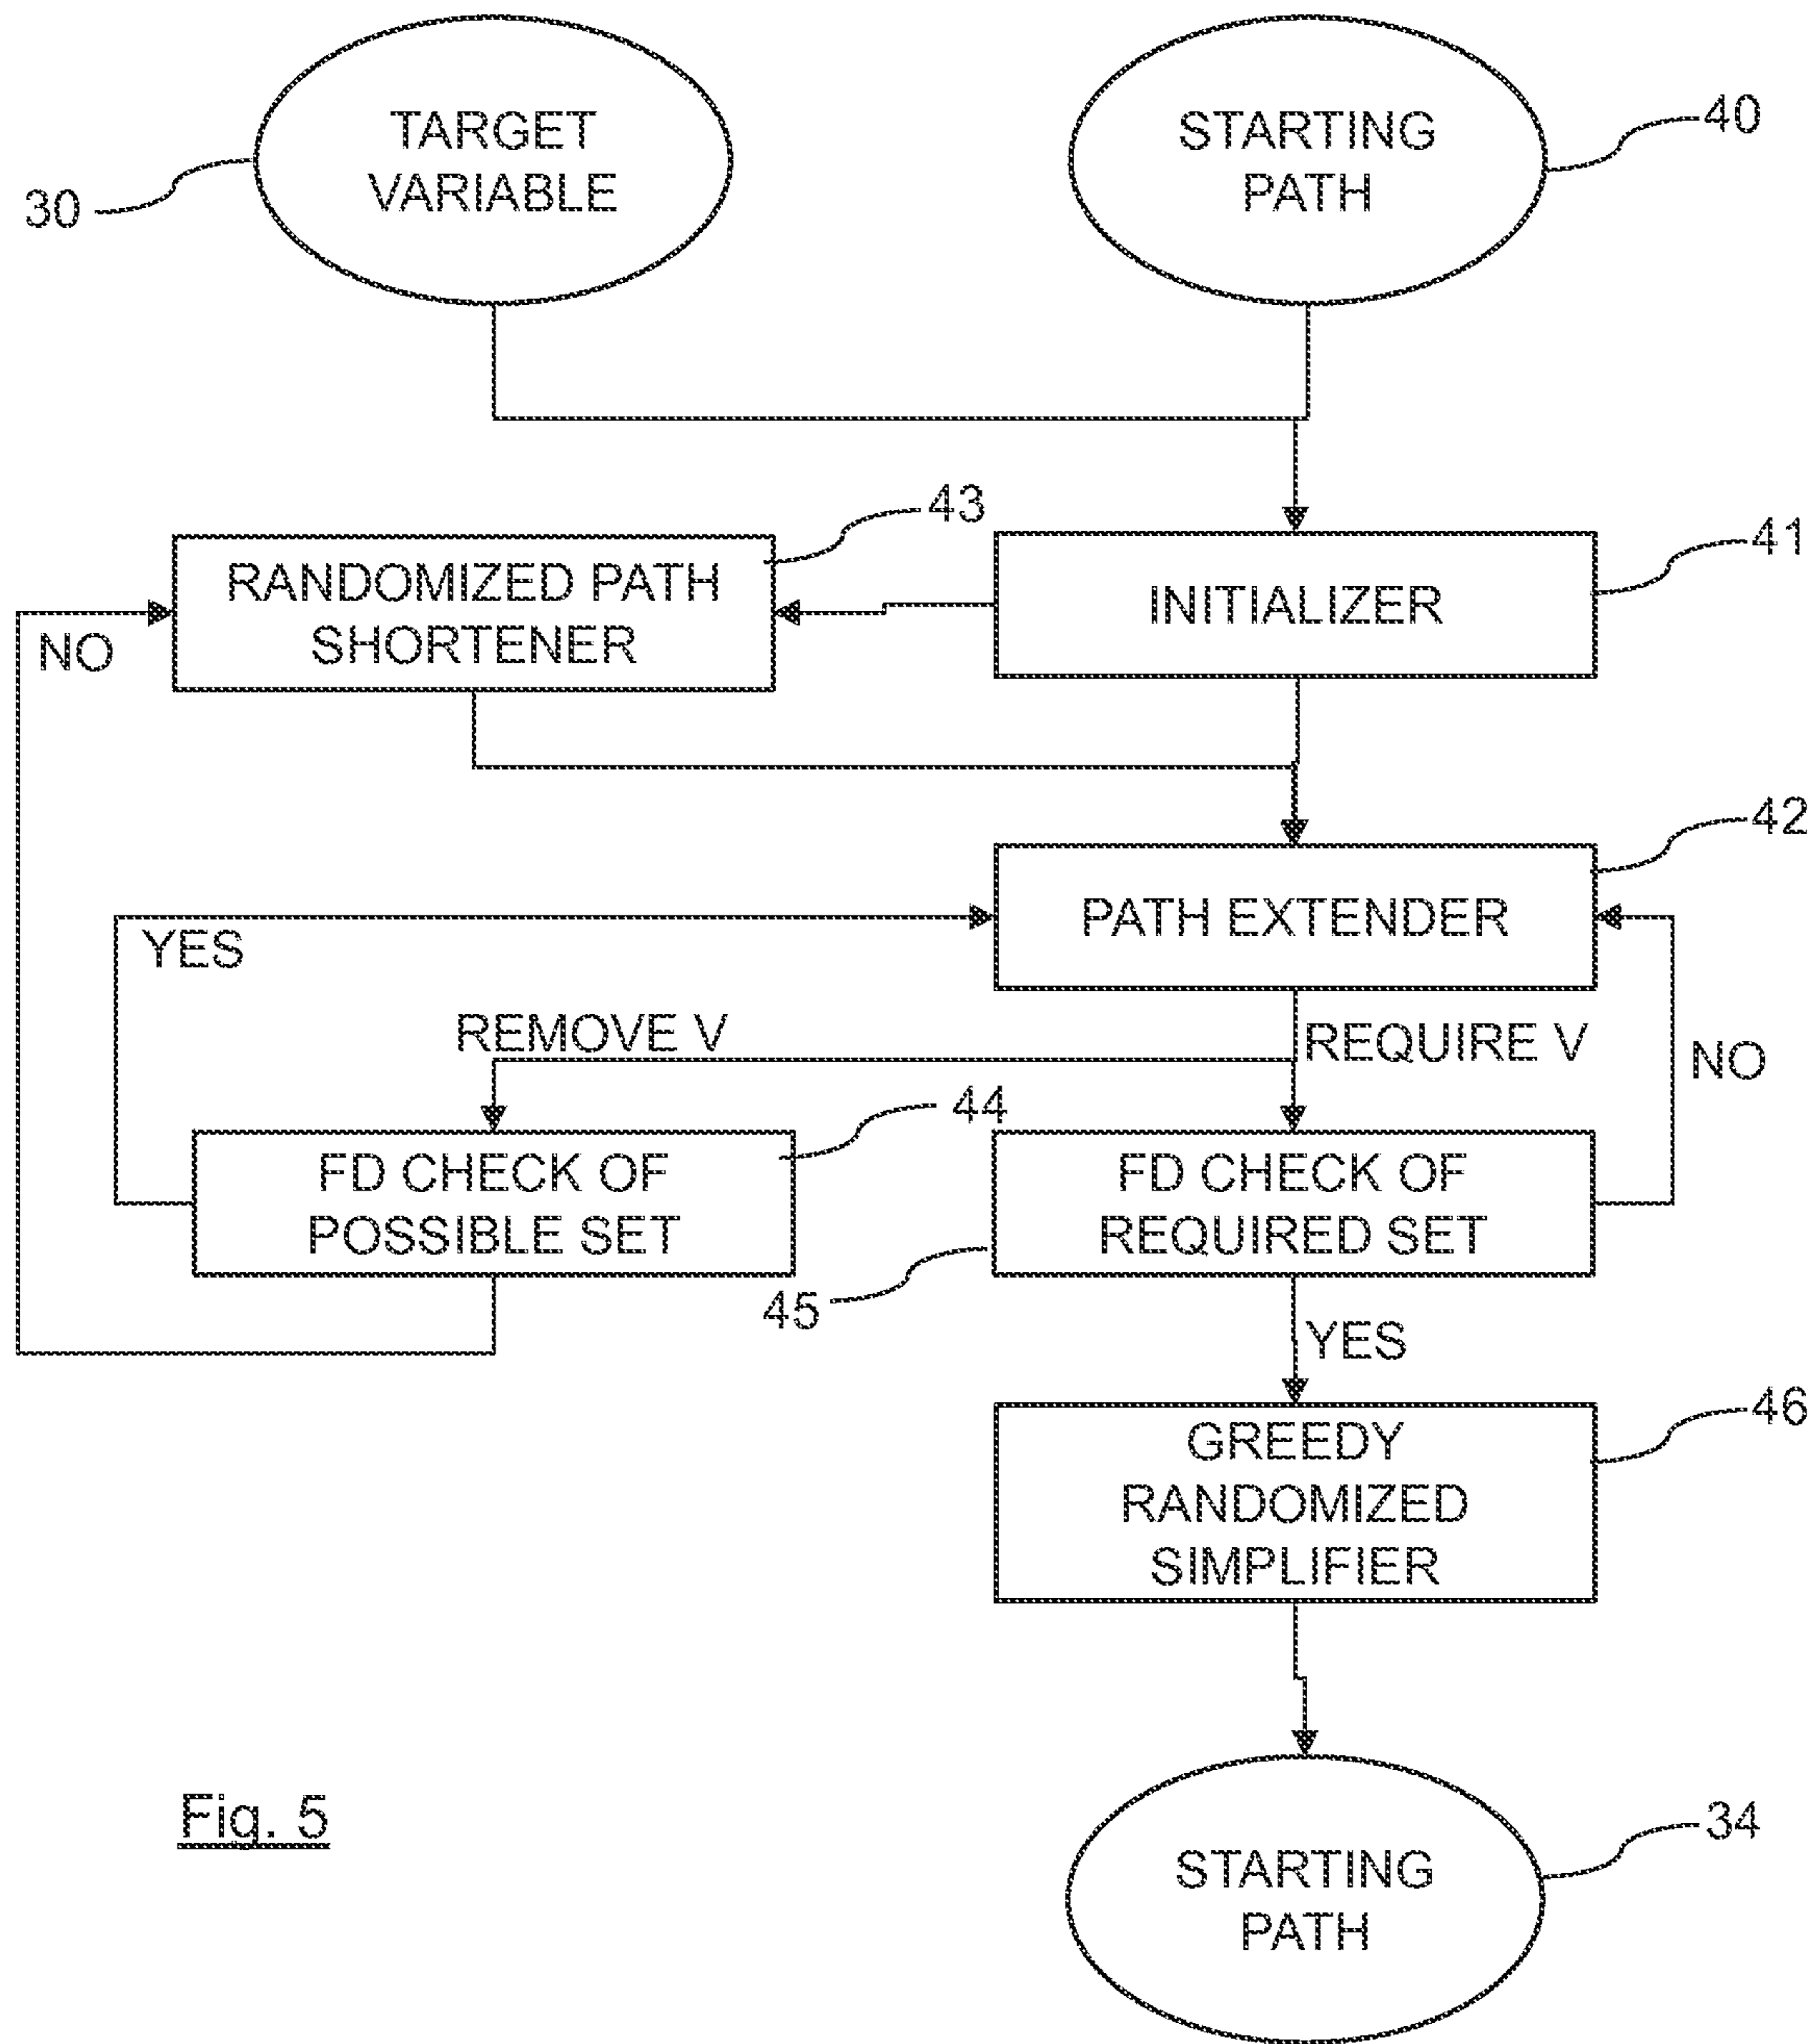 TARGET
VARIABLE
30
STARTING
PATH
40
43
RANDOMIZED PATH
SHORTENER
NO
INITIALIZER
41
42
PATH EXTENDER
YES
REMOVE V
REQUIRE V
NO
44
FD CHECK OF
POSSIBLE SET
FD CHECK OF
REQUIRED SET
45
YES
GREEDY
RANDOMIZED
SIMPLIFIER
46
Fig. 5
STARTING
PATH
34